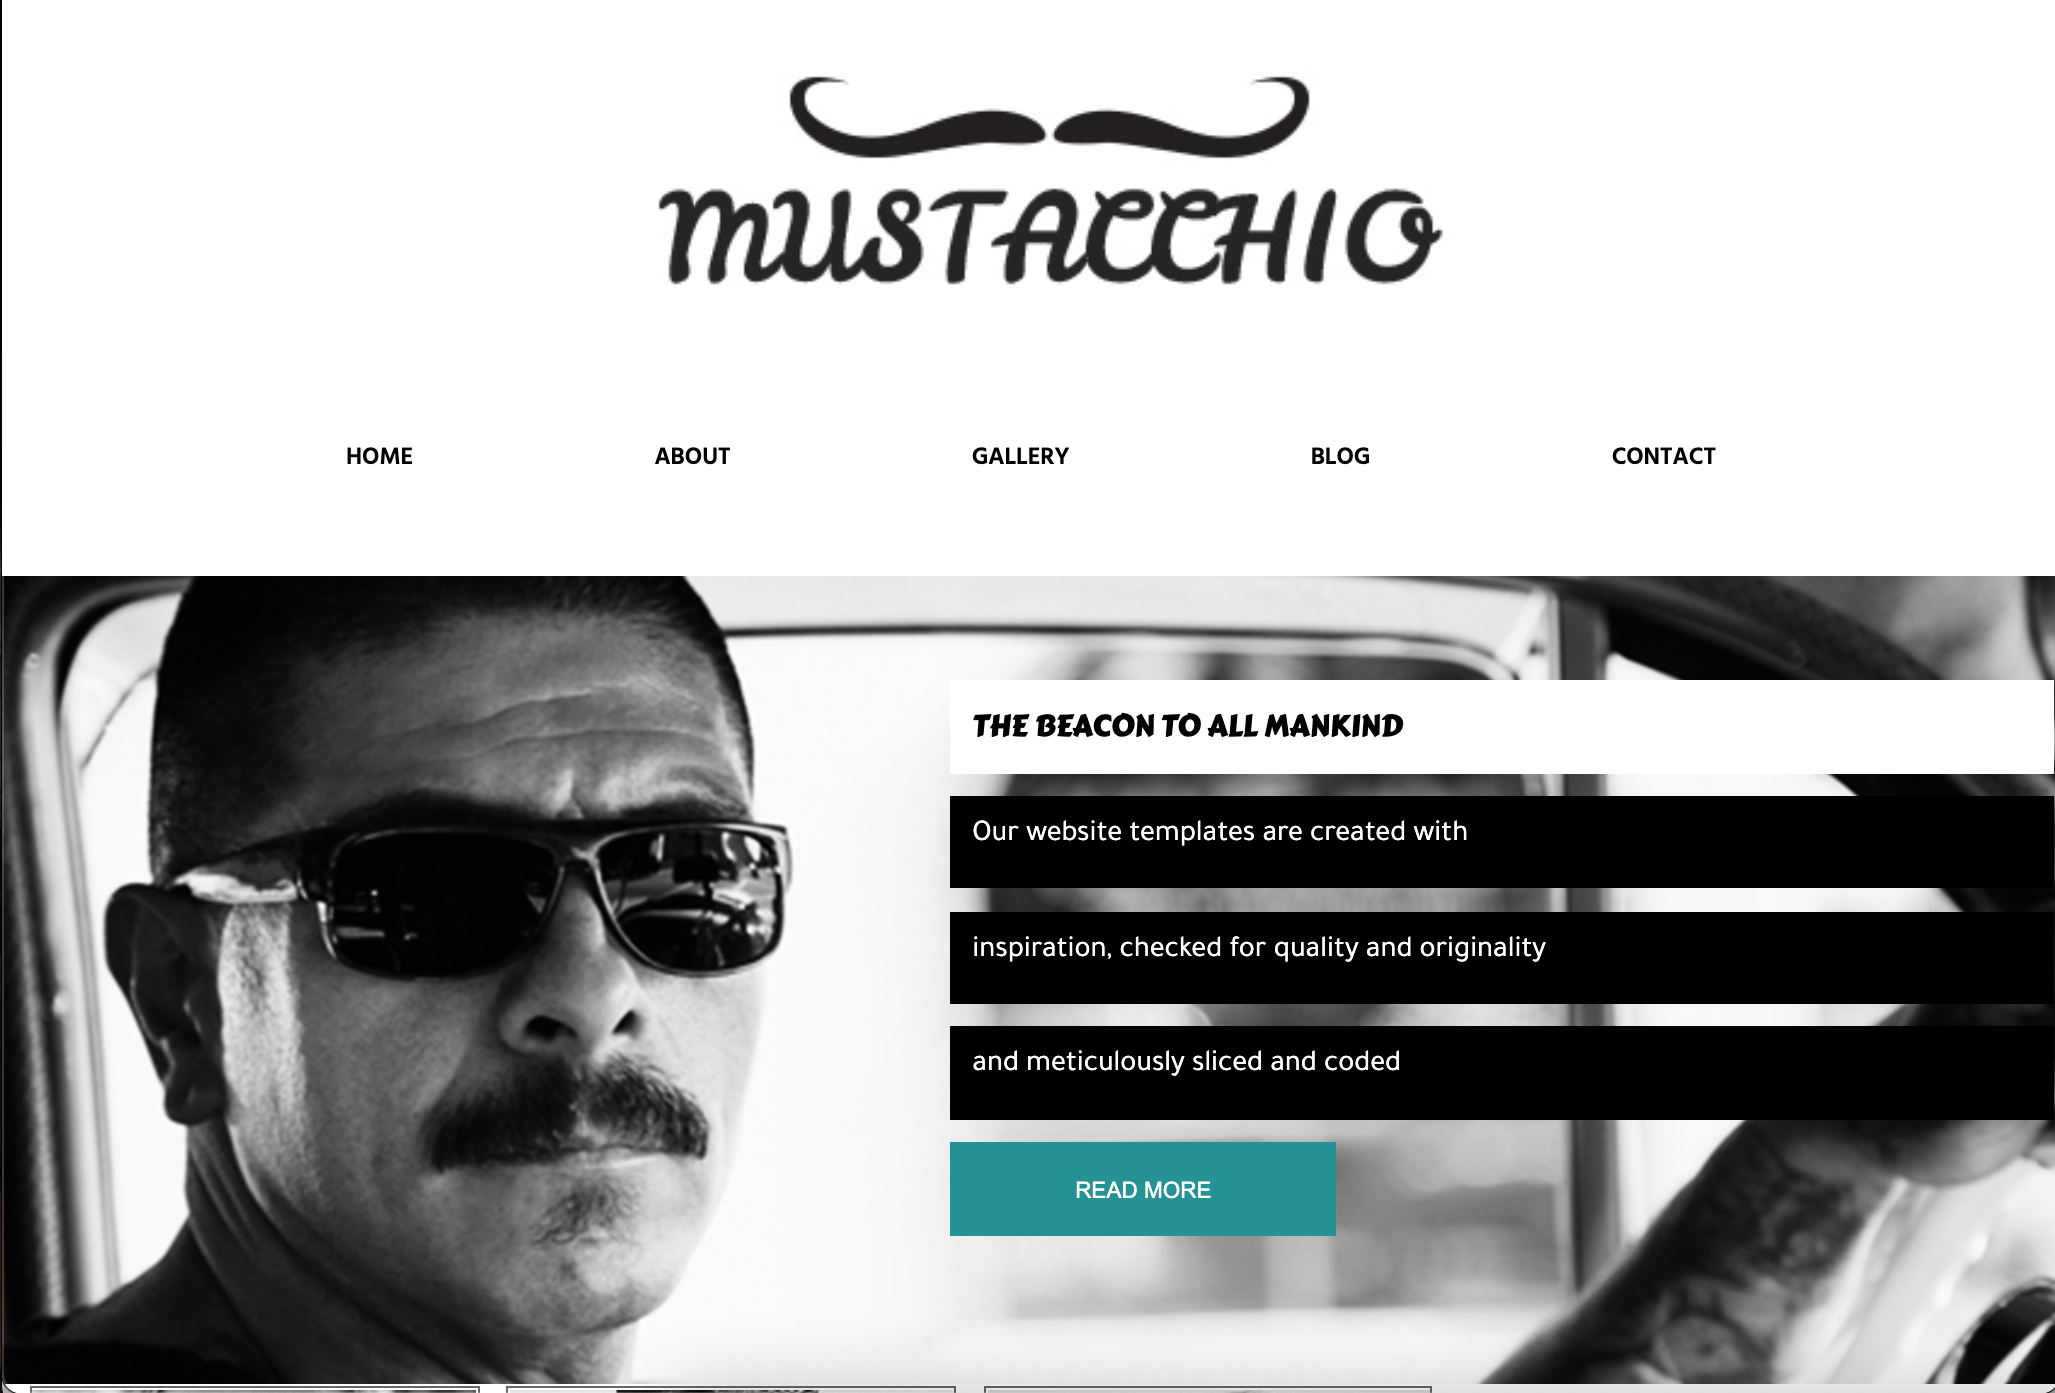 MUSTACCHIO
HOME ABOUT GALLERY BLOG CONTACT
THE BEACON TO ALL MANKIND
Our website templates are created with
inspiration, checked for quality and originality
and meticulously sliced and coded
READ MORE